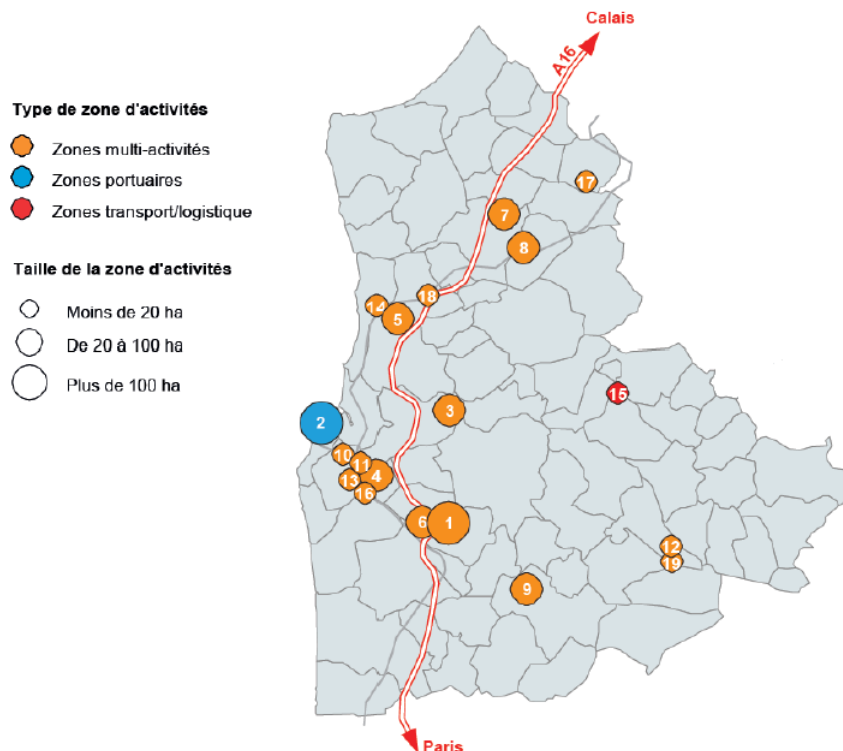 Calais
A16
Type de zone d'activités
Zones multi-activités
Zones portuaires
Zones transport/logistique
Taille de la zone d'activités
Moins de 20 ha
De 20 à 100 ha
Plus de 100 ha
17
7
8
18
14
5
15
3
2
10
11
4
13
16
6
1
12
19
9
Paris